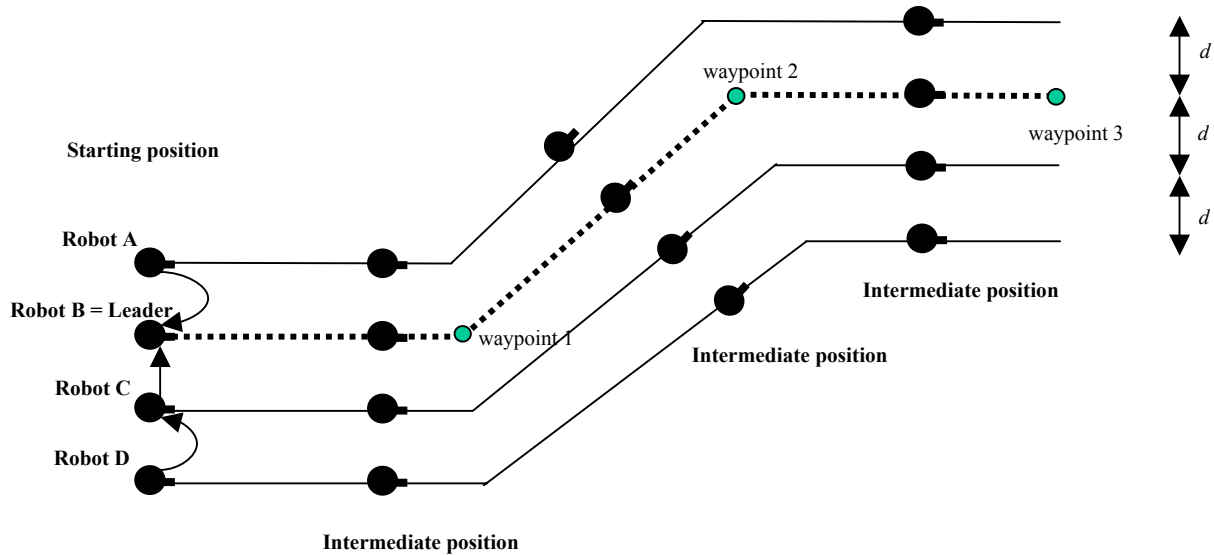 d
waypoint 2
d
waypoint 3
Starting position
Robot A
d
Robot B = Leader
Intermediate position
waypoint 1
Intermediate position
Robot C
Robot D
Intermediate position